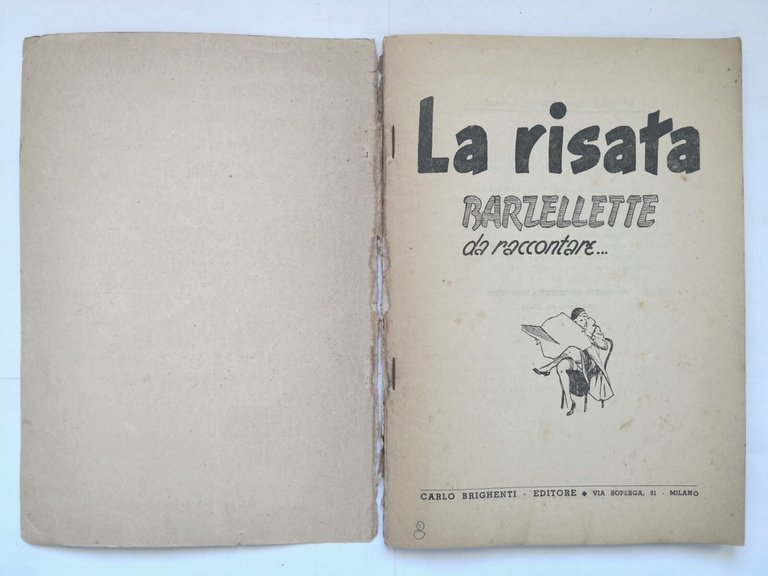 La risata
BARZELLETTE
da raccontare...
CARLO BRIGHENTI - EDITORE ◆ VIA SOPERGA, 31 - MILANO
8